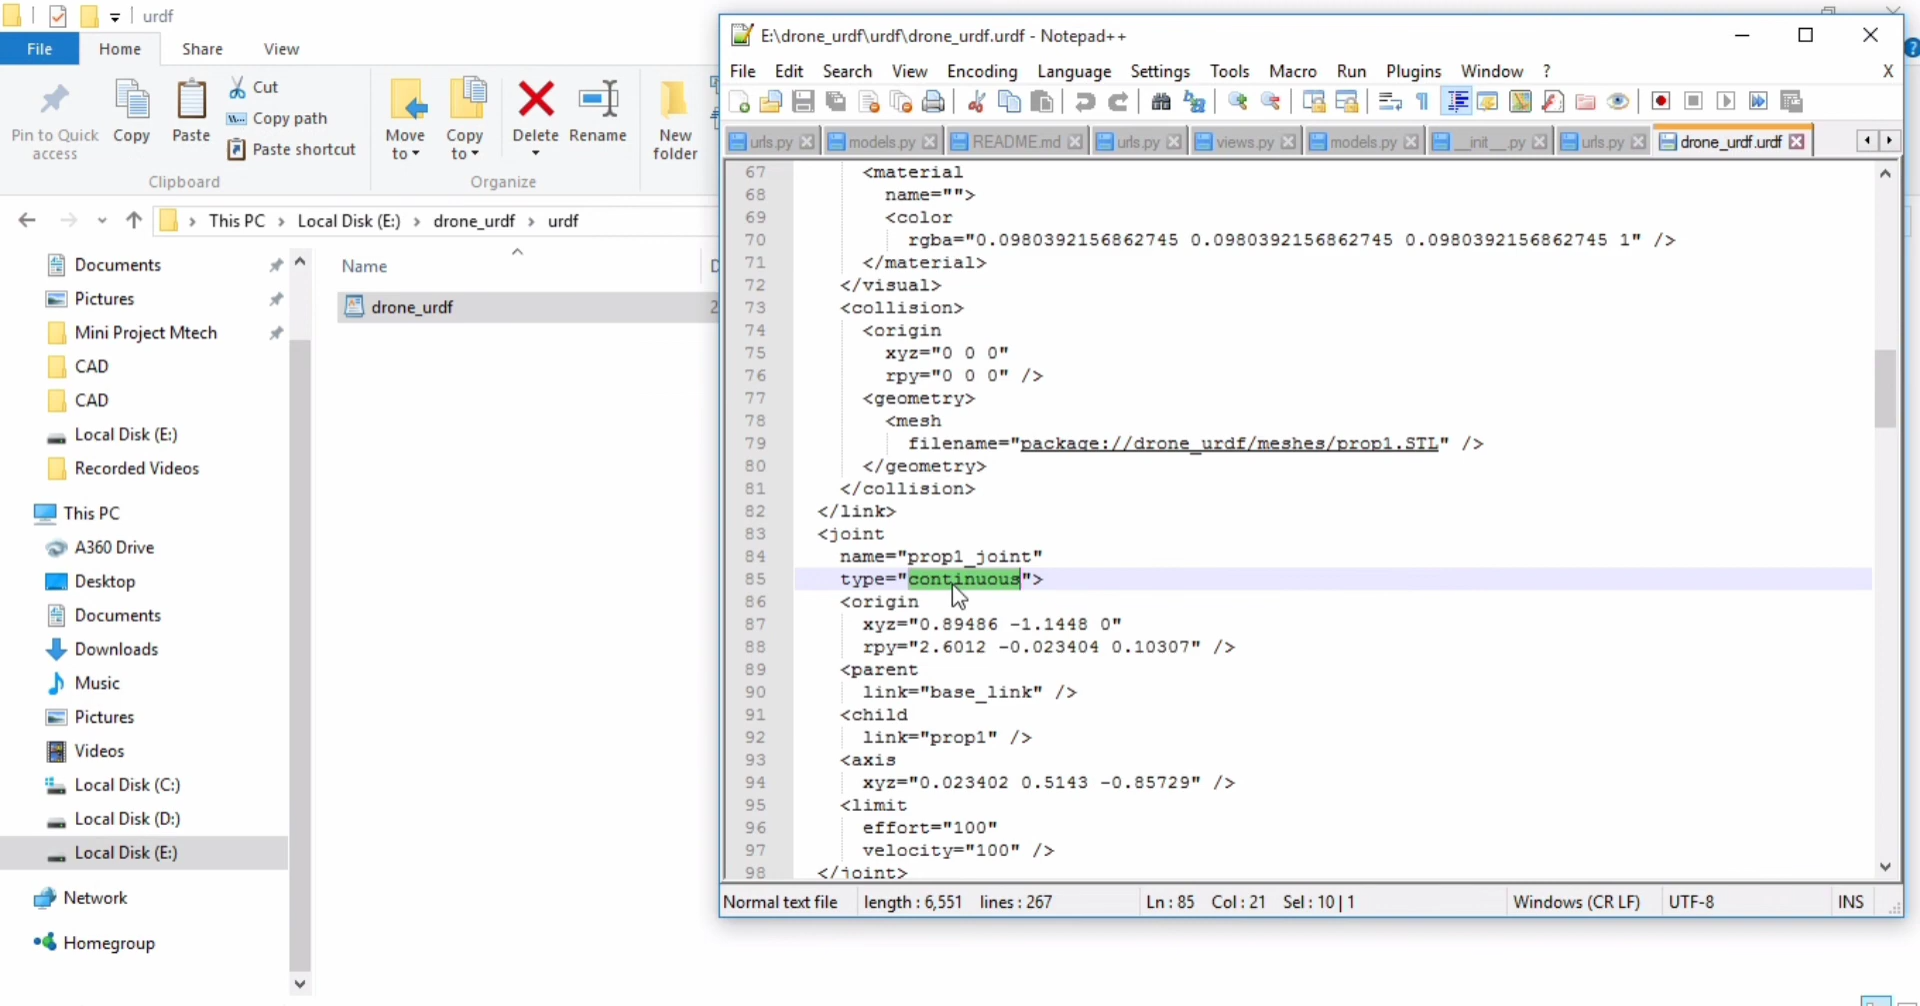 urdf
File Home Share View
Pin to Quick access
Copy
Paste
Cut
Copy path
Paste shortcut
Move to
Copy to
Delete
Rename
New folder
Clipboard
Organize
This PC > Local Disk (E:) > drone_urdf > urdf
Documents
Pictures
Mini Project Mtech
CAD
CAD
Local Disk (E:)
Recorded Videos
This PC
A360 Drive
Desktop
Documents
Downloads
Music
Pictures
Videos
Local Disk (C:)
Local Disk (D:)
Local Disk (E:)
Network
Homegroup
Name
D
drone_urdf
2
E:\drone_urdf\urdf\drone_urdf.urdf - Notepad++
File Edit Search View Encoding Language Settings Tools Macro Run Plugins Window ? X
urls.py models.py README.md urls.py views.py models.py __init__.py urls.py drone_urdf.urdf
67 <material
68 name="">
69 <color
70 rgba="0.0980392156862745 0.0980392156862745 0.0980392156862745 1" />
71 </material>
72 </visual>
73 <collision>
74 <origin
75 xyz="0 0 0"
76 rpy="0 0 0" />
77 <geometry>
78 <mesh
79 filename="package://drone_urdf/meshes/prop1.STL" />
80 </geometry>
81 </collision>
82 </link>
83 <joint
84 name="prop1_joint"
85 type="continuous">
86 <origin
87 xyz="0.89486 -1.1448 0"
88 rpy="2.6012 -0.023404 0.10307" />
89 <parent
90 link="base_link" />
91 <child
92 link="prop1" />
93 <axis
94 xyz="0.023402 0.5143 -0.85729" />
95 <limit
96 effort="100"
97 velocity="100" />
98 </joint>
Normal text file length : 6,551 lines : 267 Ln : 85 Col : 21 Sel : 10 | 1 Windows (CR LF) UTF-8 INS